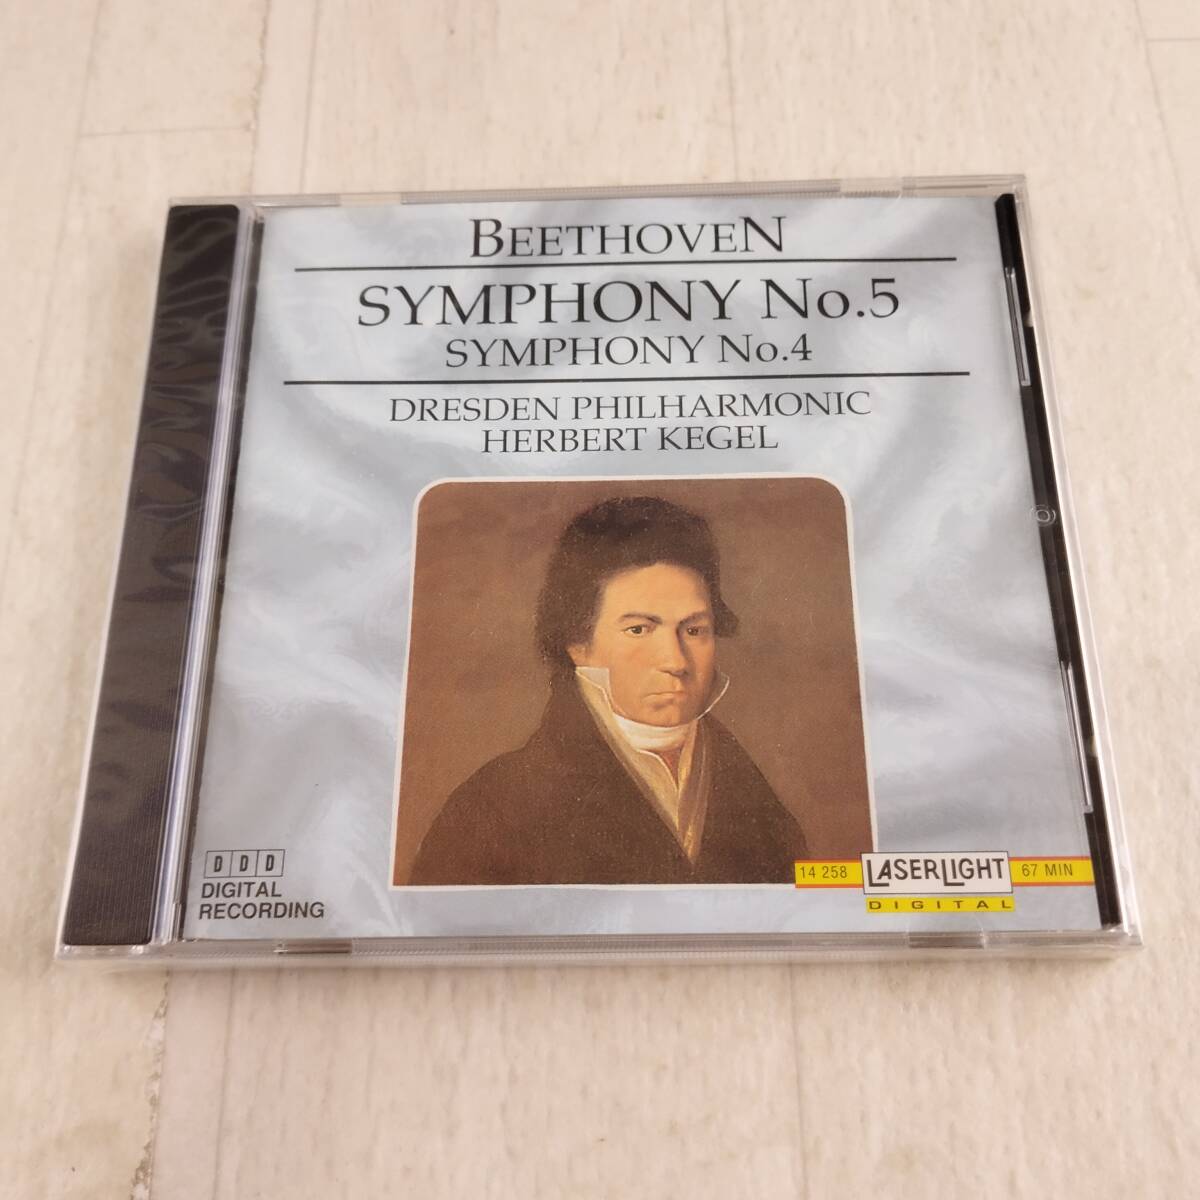 BEETHOVEN
SYMPHONY No.5
SYMPHONY No.4
DRESDEN PHILHARMONIC
HERBERT KEGEL
D D D
DIGITAL
RECORDING
14 258 LASERLIGHT 67 MIN
DIGITAL